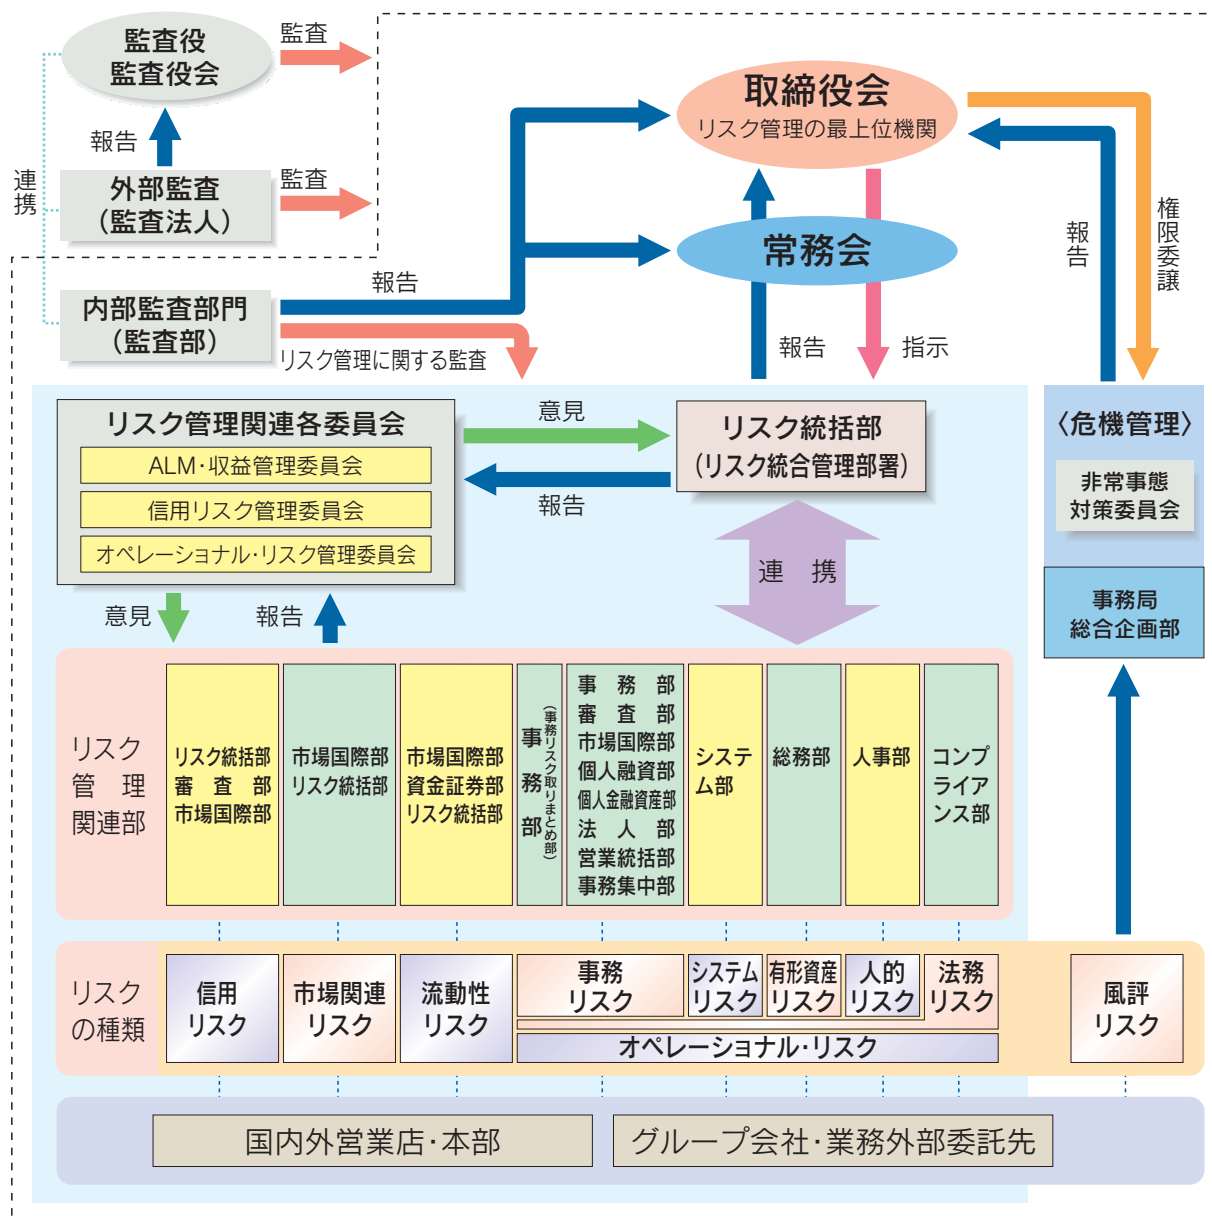 監査役
監査役会
監査
報告
連携
外部監査
（監査法人）
監査
内部監査部門
（監査部）
報告
リスク管理に関する監査
取締役会
リスク管理の最上位機関
常務会
報告
指示
報告
権限委譲
リスク管理関連各委員会
ALM・収益管理委員会
信用リスク管理委員会
オペレーショナル・リスク管理委員会
意見
報告
リスク統括部
（リスク統合管理部署）
〈危機管理〉
非常事態
対策委員会
事務局
総合企画部
連　携
意見
報告
リスク
管　理
関連部
リスク統括部
審　査　部
市場国際部
市場国際部
リスク統括部
市場国際部
資金証券部
リスク統括部
事務部
（事務リスク取りまとめ部）
事　務　部
審　査　部
市場国際部
個人融資部
個人金融資産部
法　人　部
営業統括部
事務集中部
システ
ム部
総務部
人事部
コンプ
ライア
ンス部
リスク
の種類
信用
リスク
市場関連
リスク
流動性
リスク
事務
リスク
システム
リスク
有形資産
リスク
人的
リスク
法務
リスク
オペレーショナル・リスク
風評
リスク
国内外営業店・本部
グループ会社・業務外部委託先